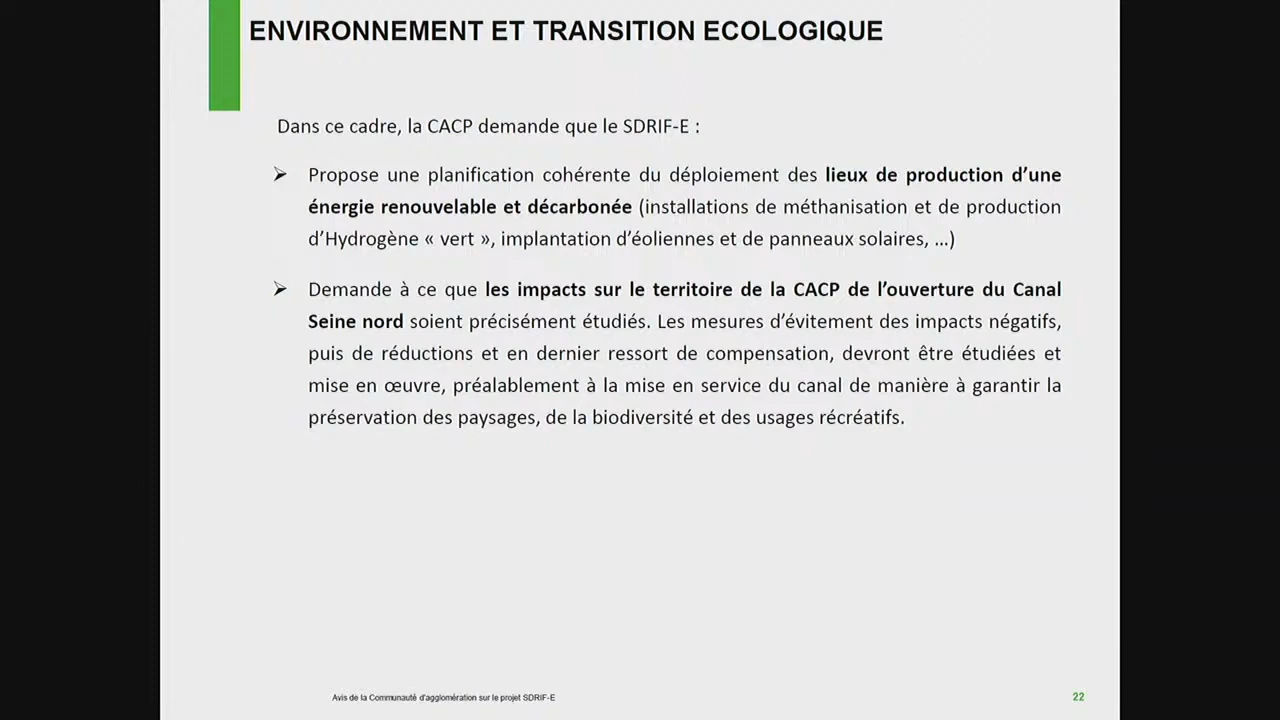 ENVIRONNEMENT ET TRANSITION ECOLOGIQUE
Dans ce cadre, la CACP demande que le SDRIF-E :
➢ Propose une planification cohérente du déploiement des lieux de production d’une
énergie renouvelable et décarbonée (installations de méthanisation et de production
d’Hydrogène « vert », implantation d’éoliennes et de panneaux solaires, …)
➢ Demande à ce que les impacts sur le territoire de la CACP de l’ouverture du Canal
Seine nord soient précisément étudiés. Les mesures d’évitement des impacts négatifs,
puis de réductions et en dernier ressort de compensation, devront être étudiées et
mise en œuvre, préalablement à la mise en service du canal de manière à garantir la
préservation des paysages, de la biodiversité et des usages récréatifs.
Avis de la Communauté d'agglomération sur le projet SDRIF-E
22